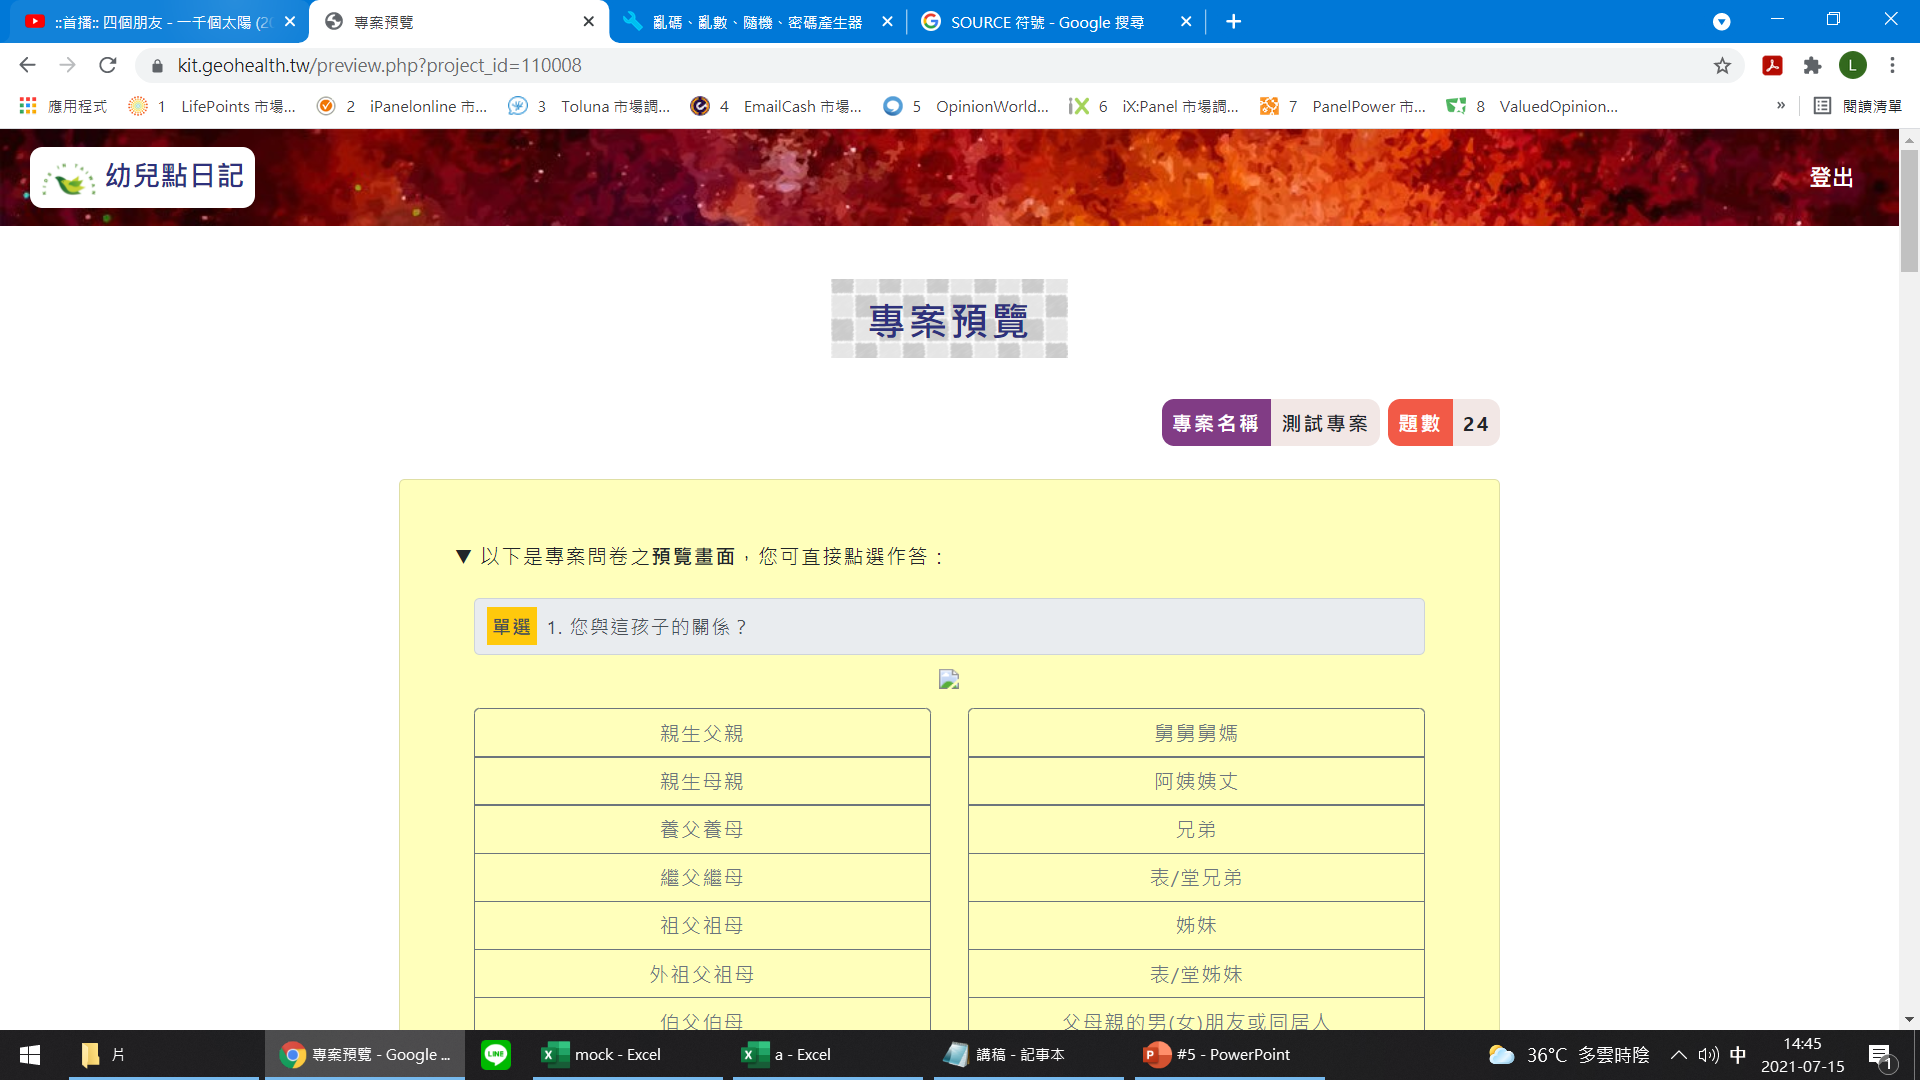 ::首播:: 四個朋友 - 一千個太陽 (20
專案預覽
亂碼、亂數、隨機、密碼產生器
SOURCE 符號 - Google 搜尋
kit.geohealth.tw/preview.php?project_id=110008
L
應用程式
1 LifePoints 市場...
2 iPanelonline 市...
3 Toluna 市場調...
4 EmailCash 市場...
5 OpinionWorld...
6 iX:Panel 市場調...
7 PanelPower 市...
8 ValuedOpinion...
»
閱讀清單
幼兒點日記
登出
專案預覽
專案名稱 測試專案 題數 24
▼ 以下是專案問卷之預覽畫面，您可直接點選作答：
單選 1. 您與這孩子的關係？
親生父親
親生母親
養父養母
繼父繼母
祖父祖母
外祖父祖母
伯父伯母
舅舅舅媽
阿姨姨丈
兄弟
表/堂兄弟
姊妹
表/堂姊妹
父母親的男(女)朋友或同居人
片
專案預覽 - Google ...
LINE
mock - Excel
a - Excel
講稿 - 記事本
#5 - PowerPoint
36°C 多雲時陰
中
14:45
2021-07-15
1